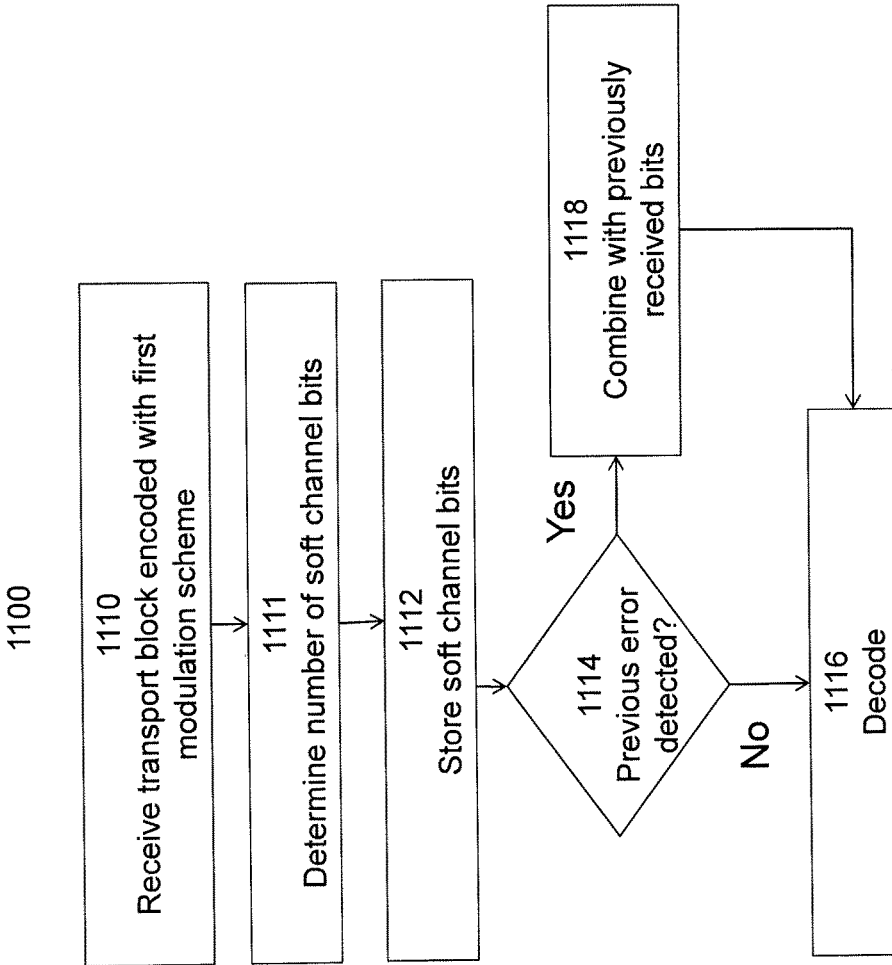 1100
1110
Receive transport block encoded with first
modulation scheme
1111
Determine number of soft channel bits
1112
Store soft channel bits
1114
Previous error
detected?
Yes
1118
Combine with previously
received bits
No
1116
Decode